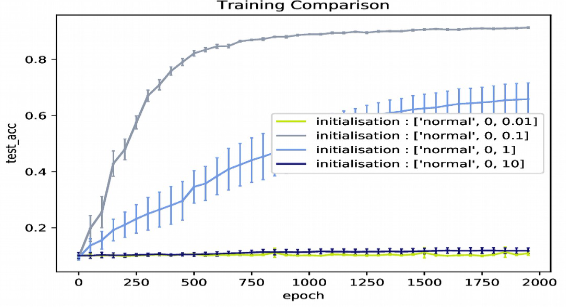 Training Comparison
test_acc
0.8
0.6
0.4
0.2
initialisation : ['normal', 0, 0.01]
initialisation : ['normal', 0, 0.1]
initialisation : ['normal', 0, 1]
initialisation : ['normal', 0, 10]
0 250 500 750 1000 1250 1500 1750 2000
epoch